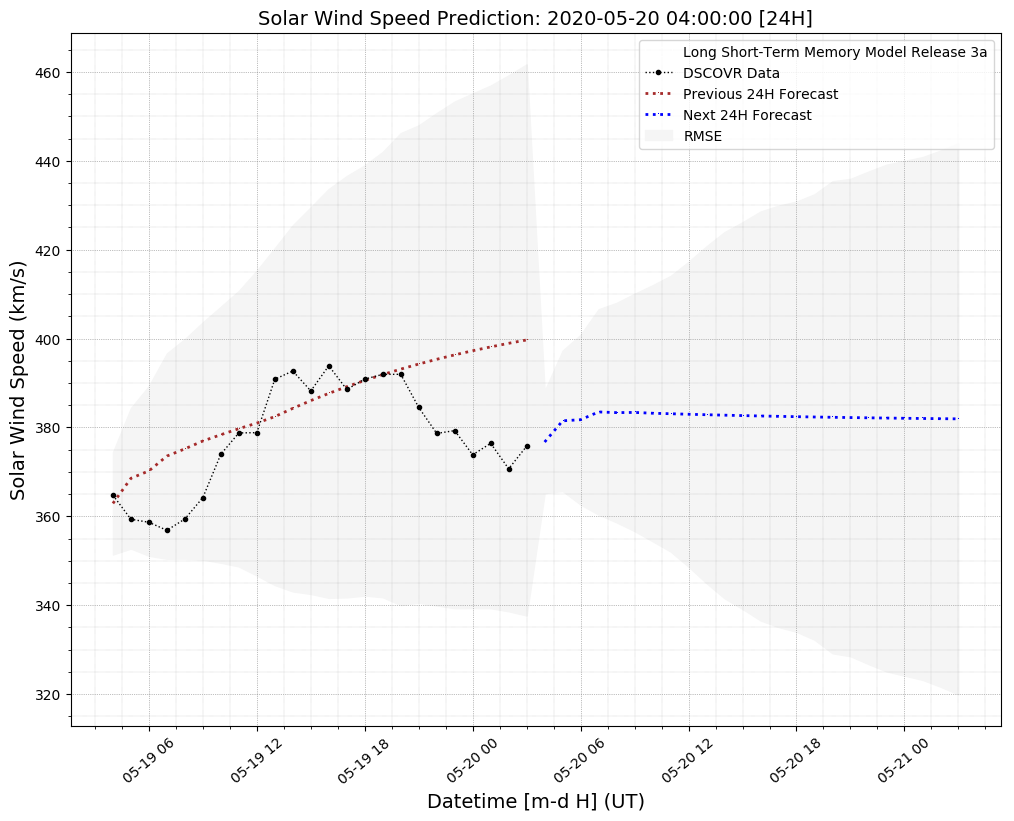 Solar Wind Speed Prediction: 2020-05-20 04:00:00 [24H]
Long Short-Term Memory Model Release 3a
DSCOVR Data
Previous 24H Forecast
Next 24H Forecast
RMSE
Solar Wind Speed (km/s)
460
440
420
400
380
360
340
320
05-19 06
05-19 12
05-19 18
05-20 00
05-20 06
05-20 12
05-20 18
05-21 00
Datetime [m-d H] (UT)